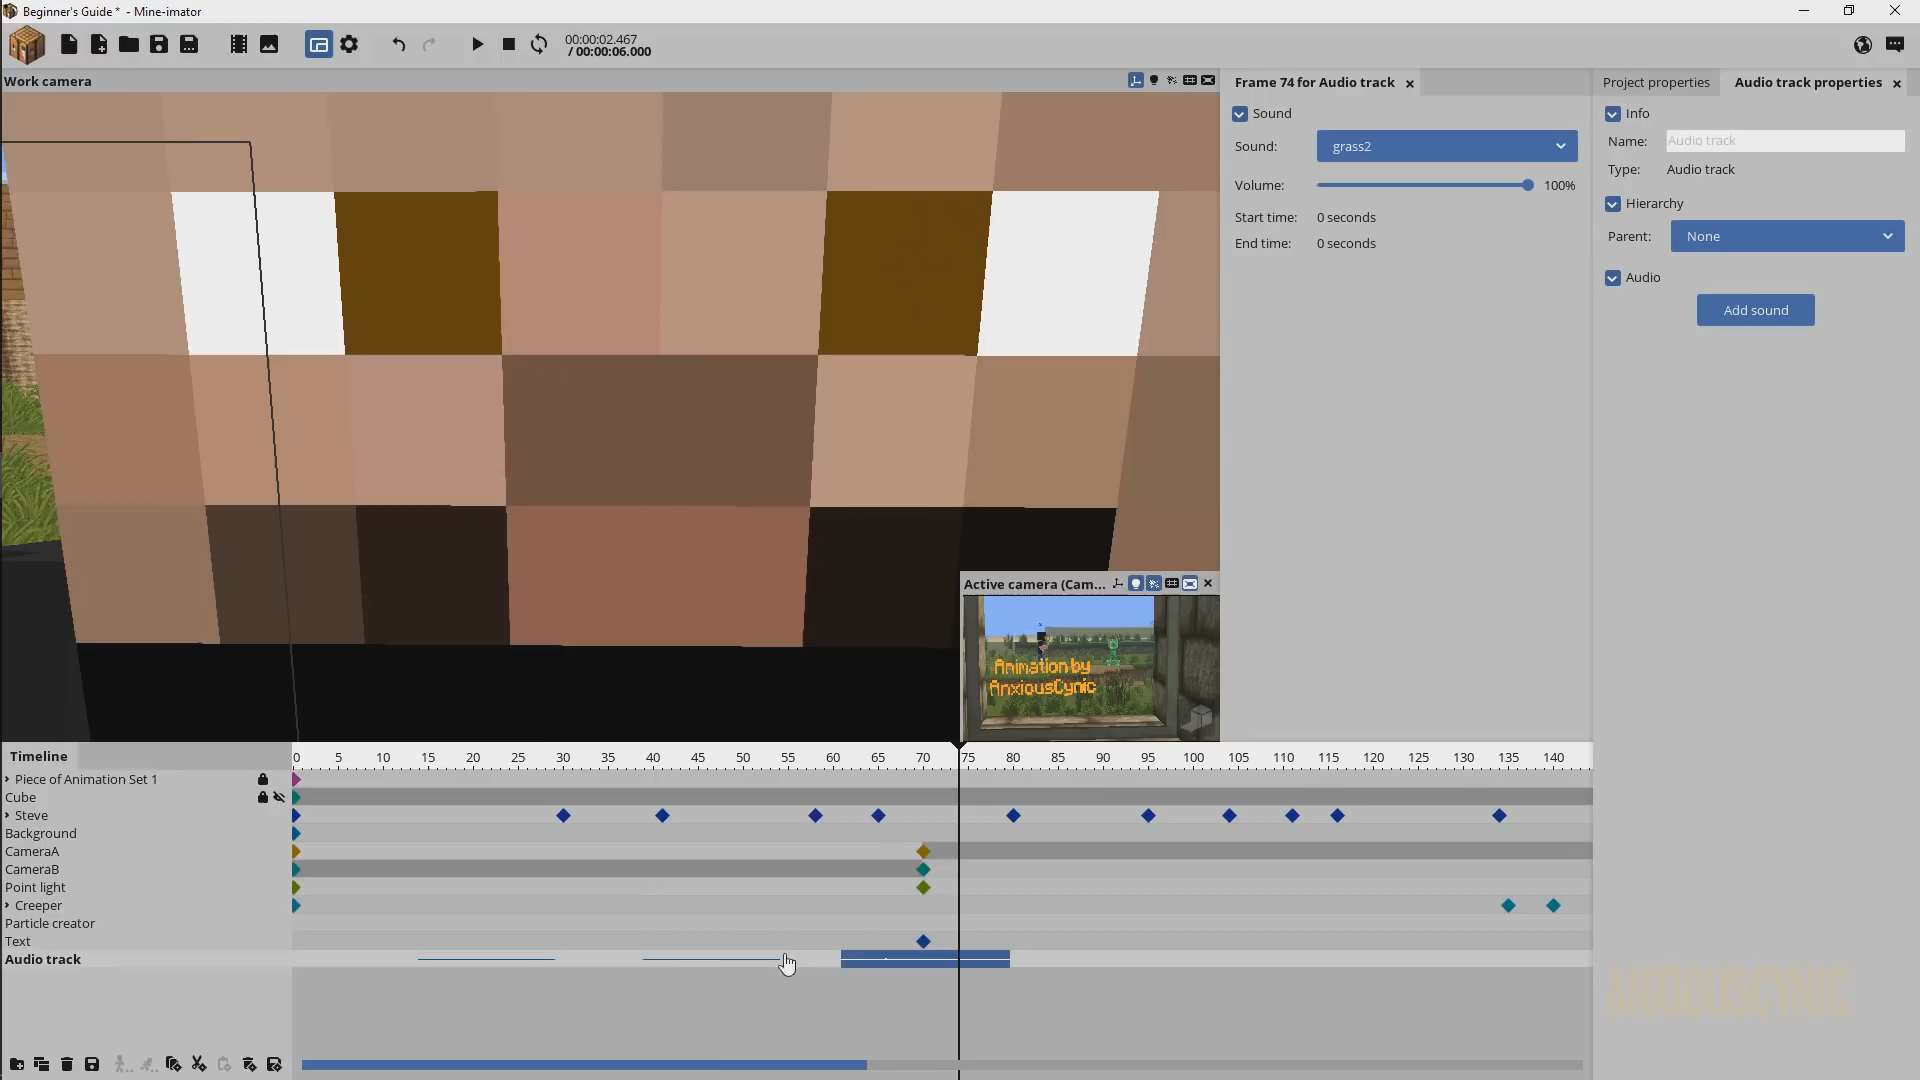 Beginner's Guide * - Mine-imator
00:00:02.467
/ 00:00:06.000
Work camera
Frame 74 for Audio track
Sound
Sound: grass2
Volume: 100%
Start time: 0 seconds
End time: 0 seconds
Project properties Audio track properties
Info
Name: Audio track
Type: Audio track
Hierarchy
Parent: None
Audio
Add sound
Active camera (Cam...
Animation by
AnxiousCynic
Timeline
0 5 10 15 20 25 30 35 40 45 50 55 60 65 70 75 80 85 90 95 100 105 110 115 120 125 130 135 140
Piece of Animation Set 1
Cube
Steve
Background
CameraA
CameraB
Point light
Creeper
Particle creator
Text
Audio track
ANXIOUSCYNIC